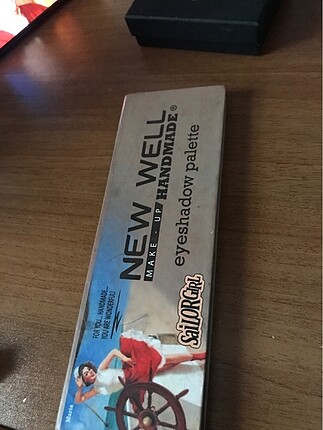 NEW WELL
MAKE - UP HANDMADE®
eyeshadow palette
FOR YOU... HANDMADE...
YOU ARE WONDERFUL!
SAiLORGiRL